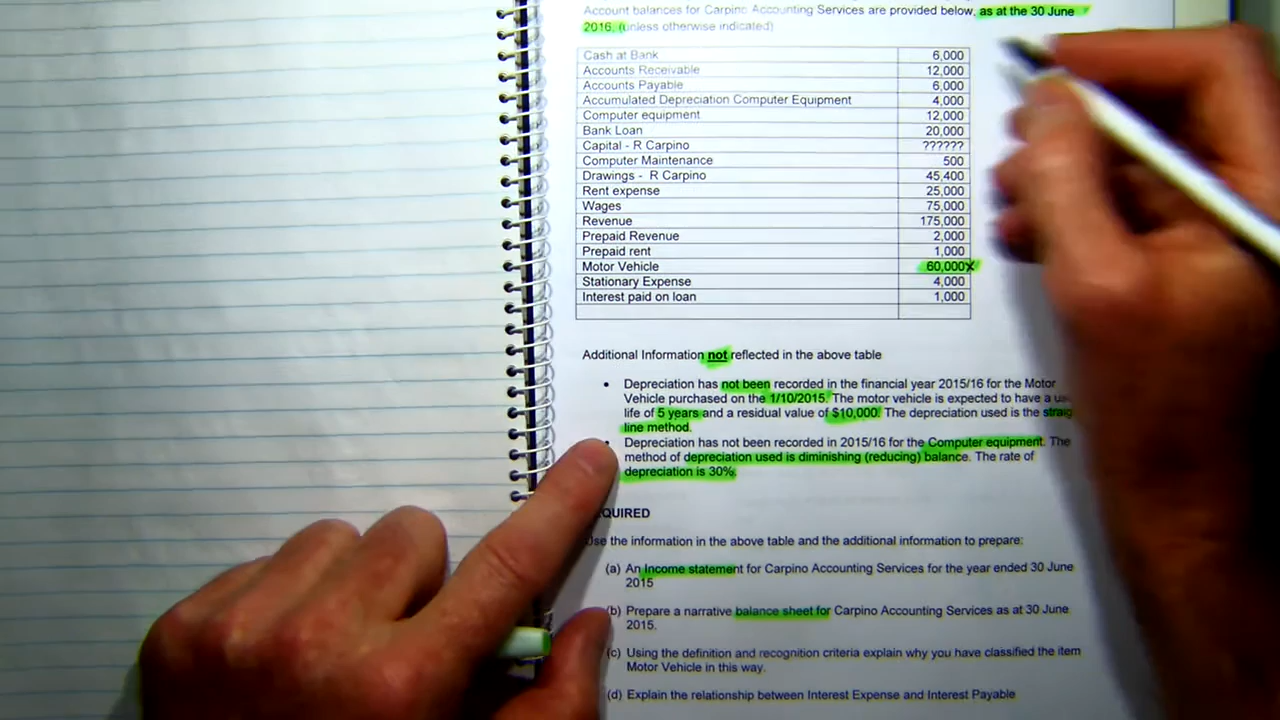 Account balances for Carpino Accounting Services are provided below, as at the 30 June
2016, (unless otherwise indicated)
Cash at Bank 6,000
Accounts Receivable 12,000
Accounts Payable 6,000
Accumulated Depreciation Computer Equipment 4,000
Computer equipment 12,000
Bank Loan 20,000
Capital - R Carpino ??????
Computer Maintenance 500
Drawings - R Carpino 45,400
Rent expense 25,000
Wages 75,000
Revenue 175,000
Prepaid Revenue 2,000
Prepaid rent 1,000
Motor Vehicle 60,000x
Stationary Expense 4,000
Interest paid on loan 1,000
Additional Information not reflected in the above table
• Depreciation has not been recorded in the financial year 2015/16 for the Motor
Vehicle purchased on the 1/10/2015. The motor vehicle is expected to have a
life of 5 years and a residual value of $10,000. The depreciation used is the
line method.
• Depreciation has not been recorded in 2015/16 for the Computer equipment. The
method of depreciation used is diminishing (reducing) balance. The rate of
depreciation is 30%.
QUIRED
se the information in the above table and the additional information to prepare:
(a) An Income statement for Carpino Accounting Services for the year ended 30 June
2015
(b) Prepare a narrative balance sheet for Carpino Accounting Services as at 30 June
2015.
(c) Using the definition and recognition criteria explain why you have classified the item
Motor Vehicle in this way.
(d) Explain the relationship between Interest Expense and Interest Payable